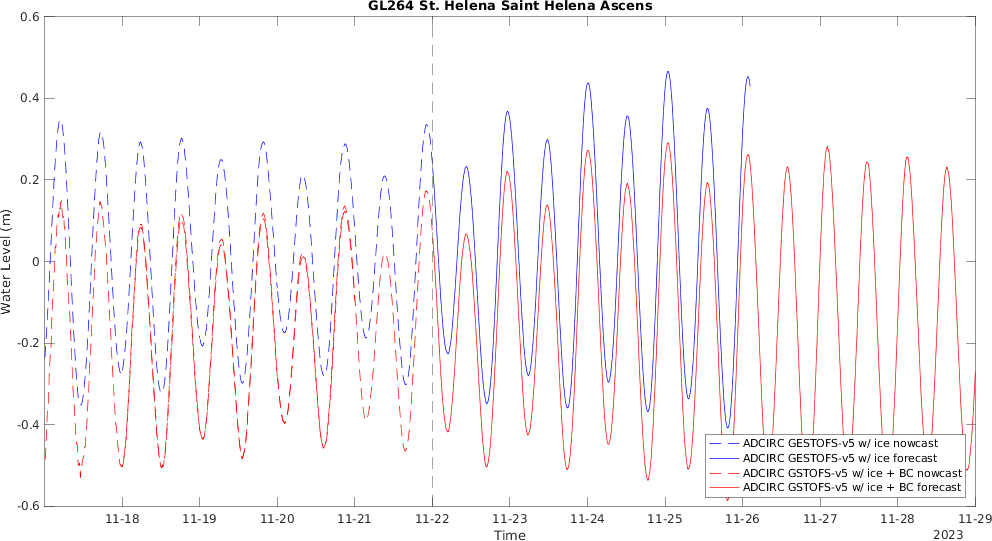 GL264 St. Helena Saint Helena Ascens
0.6
0.4
0.2
0
-0.2
-0.4
-0.6
Water Level (m)
ADCIRC GESTOFS-v5 w/ ice nowcast
ADCIRC GESTOFS-v5 w/ ice forecast
ADCIRC GSTOFS-v5 w/ ice + BC nowcast
ADCIRC GSTOFS-v5 w/ ice + BC forecast
11-18 11-19 11-20 11-21 11-22 11-23 11-24 11-25 11-26 11-27 11-28 11-29
Time
2023